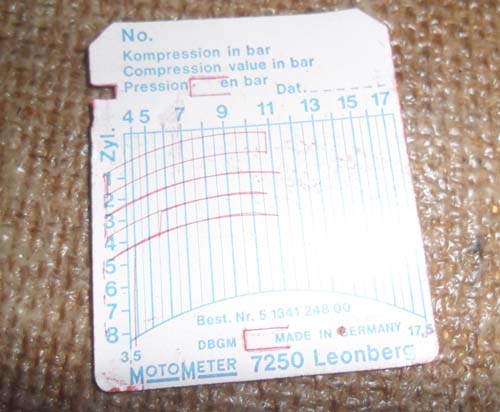 No.
Kompression in bar
Compression value in bar
Pression en bar Dat.
4 5 7 9 11 13 15 17
Zyl.
1
2
3
4
5
6
7
8
3,5 17,5
Best. Nr. 5 1341 248 00
DBGM MADE IN GERMANY
MOTOMETER 7250 Leonberg